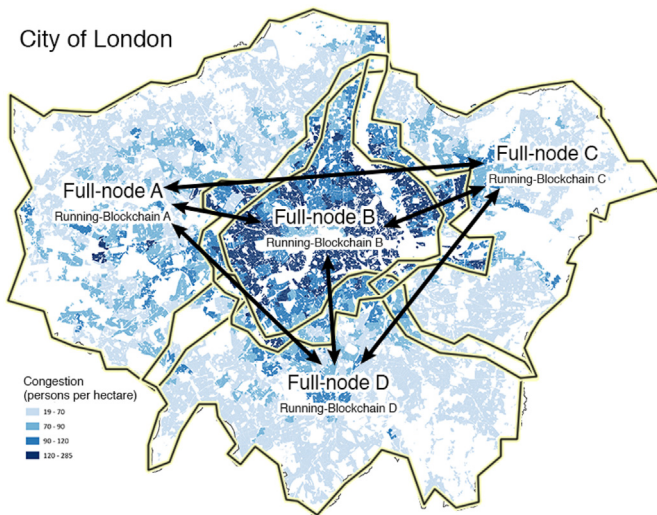 City of London
Full-node C
Running-Blockchain C
Full-node A
Running-Blockchain A
Full-node B
Running-Blockchain B
Full-node D
Running-Blockchain D
Congestion
(persons per hectare)
19 - 70
70 - 90
90 - 120
120 - 285